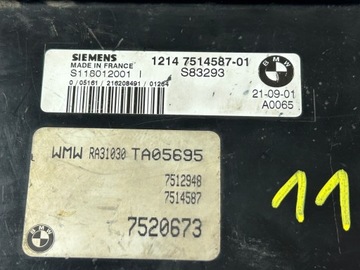 SIEMENS
MADE IN FRANCE
1214 7514587-01
BMW
S118012001 I
S83293
0/05161/216208491/01264
21-09-01
A0065
WMW RA31030 TA05695
7512948
7514587
7520673
BMW
11